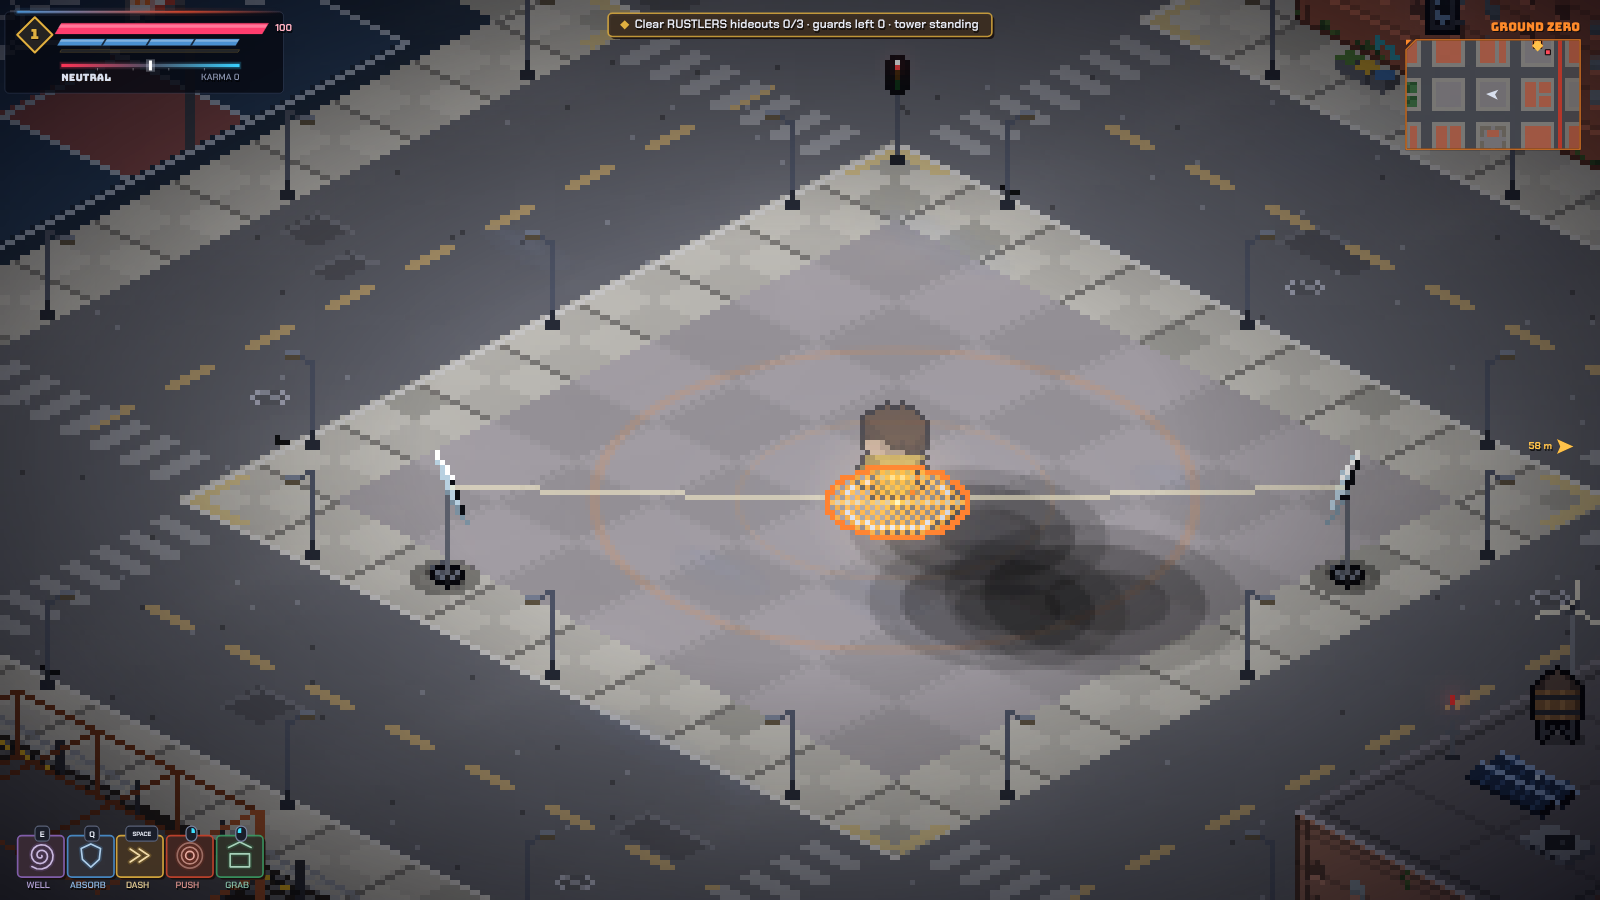 1
100
NEUTRAL
KARMA 0
Clear RUSTLERS hideouts 0/3 · guards left 0 · tower standing
GROUND ZERO
58 m
E
Q
SPACE
WELL
ABSORB
DASH
PUSH
GRAB